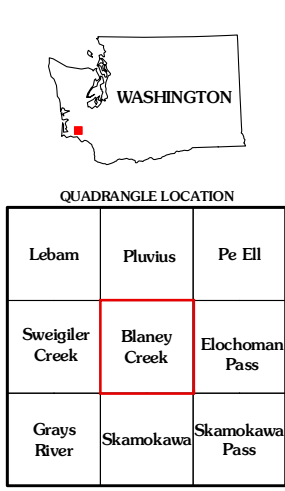 WASHINGTON
QUADRANGLE LOCATION
Lebam
Pluvius
Pe Ell
Sweigiler
Creek
Blaney
Creek
Elochoman
Pass
Grays
River
Skamokawa
Skamokawa
Pass